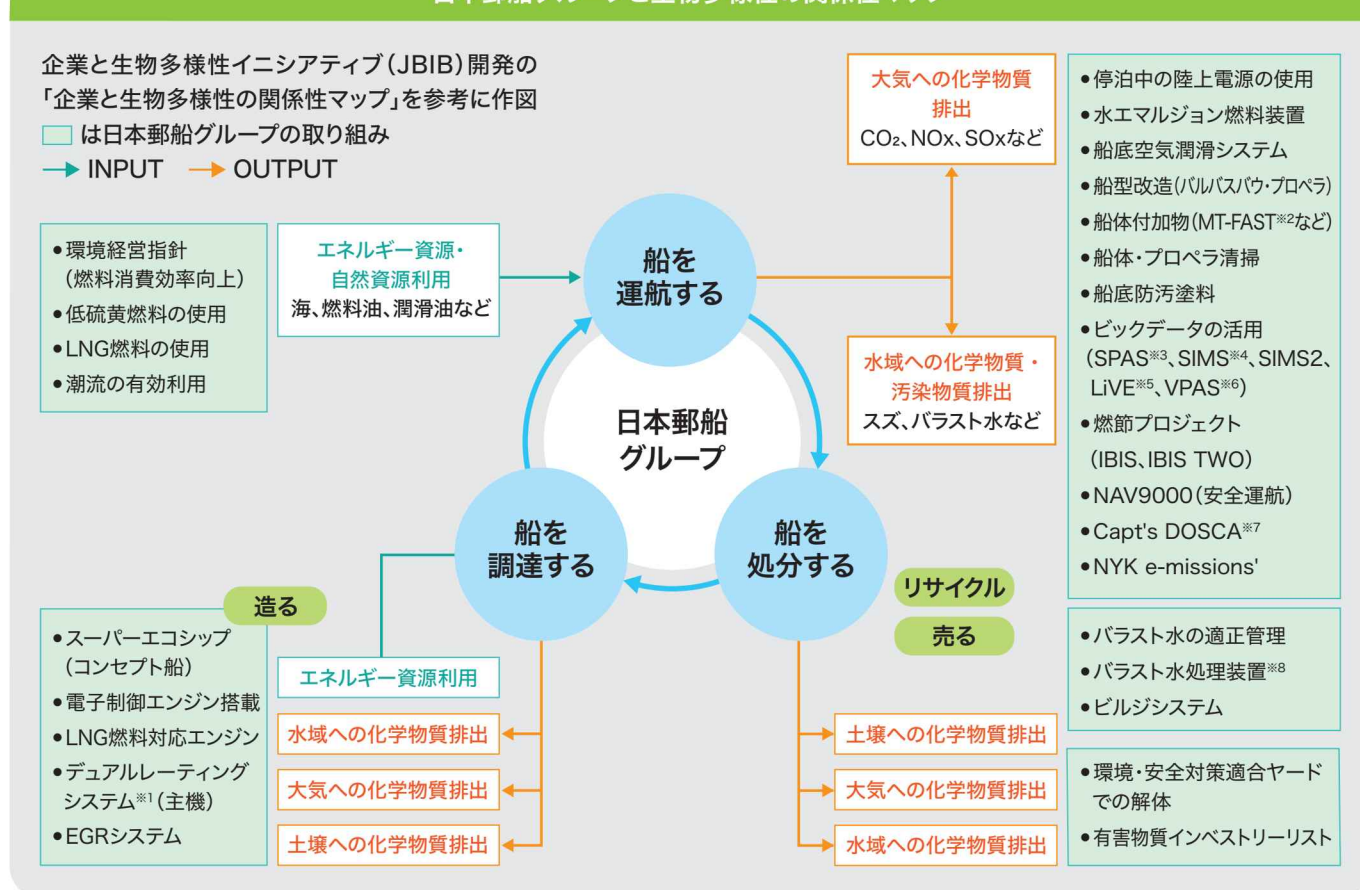 企業と生物多様性イニシアティブ（JBIB）開発の
「企業と生物多様性の関係性マップ」を参考に作図
は日本郵船グループの取り組み
INPUT OUTPUT
●環境経営指針
（燃料消費効率向上）
●低硫黄燃料の使用
●LNG燃料の使用
●潮流の有効利用
エネルギー資源・
自然資源利用
海、燃料油、潤滑油など
船を
運航する
大気への化学物質
排出
CO₂、NOx、SOxなど
水域への化学物質・
汚染物質排出
スズ、バラスト水など
●停泊中の陸上電源の使用
●水エマルジョン燃料装置
●船底空気潤滑システム
●船型改造（バルバスバウ・プロペラ）
●船体付加物（MT-FAST※2など）
●船体・プロペラ清掃
●船底防汚塗料
●ビックデータの活用
（SPAS※3、SIMS※4、SIMS2、
LiVE※5、VPAS※6）
●燃節プロジェクト
（IBIS、IBIS TWO）
●NAV9000（安全運航）
●Capt's DOSCA※7
●NYK e-missions'
日本郵船
グループ
船を
調達する
船を
処分する
リサイクル
売る
造る
●スーパーエコシップ
（コンセプト船）
●電子制御エンジン搭載
●LNG燃料対応エンジン
●デュアルレーティング
システム※1（主機）
●EGRシステム
エネルギー資源利用
水域への化学物質排出
大気への化学物質排出
土壌への化学物質排出
土壌への化学物質排出
大気への化学物質排出
水域への化学物質排出
●バラスト水の適正管理
●バラスト水処理装置※8
●ビルジシステム
●環境・安全対策適合ヤード
での解体
●有害物質インベストリーリスト